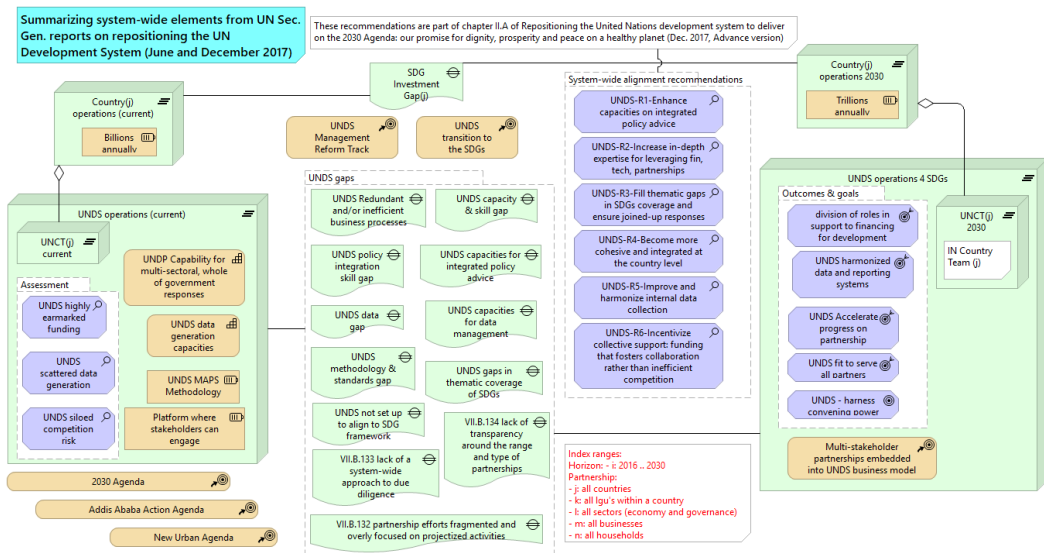 Summarizing system-wide elements from UN Sec.
Gen. reports on repositioning the UN
Development System (June and December 2017)
These recommendations are part of chapter II.A of Repositioning the United Nations development system to deliver
on the 2030 Agenda: our promise for dignity, prosperity and peace on a healthy planet (Dec. 2017, Advance version)
Country(j)
operations (current)
Billions
annually
SDG
Investment
Gap(j)
UNDS
Management
Reform Track
UNDS
transition to
the SDGs
System-wide alignment recommendations
UNDS-R1-Enhance
capacities on integrated
policy advice
UNDS-R2-Increase in-depth
expertise for leveraging fin,
tech, partnerships
UNDS-R3-Fill thematic gaps
in SDGs coverage and
ensure joined-up responses
UNDS-R4-Become more
cohesive and integrated at
the country level
UNDS-R5-Improve and
harmonize internal data
collection
UNDS-R6-Incentivize
collective support: funding
that fosters collaboration
rather than inefficient
competition
Country(j)
operations 2030
Trillions
annually
UNDS operations (current)
UNCT(j)
current
UNDP Capability for
multi-sectoral, whole
of government
responses
Assessment
UNDS highly
earmarked
funding
UNDS
scattered data
generation
UNDS siloed
competition
risk
UNDS data
generation
capacities
UNDS MAPS
Methodology
Platform where
stakeholders can
engage
2030 Agenda
Addis Ababa Action Agenda
New Urban Agenda
UNDS gaps
UNDS Redundant
and/or inefficient
business processes
UNDS capacity
& skill gap
UNDS policy
integration
skill gap
UNDS capacities for
integrated policy
advice
UNDS data
gap
UNDS capacities
for data
management
UNDS
methodology &
standards gap
UNDS gaps in
thematic coverage
of SDGs
UNDS not set up
to align to SDG
framework
VII.B.134 lack of
transparency
around the range
and type of
partnerships
VII.B.133 lack of a
system-wide
approach to due
diligence
VII.B.132 partnership efforts fragmented and
overly focused on projectized activities
Index ranges:
Horizon: - i: 2016 .. 2030
Partnership:
- j: all countries
- k: all lgu's within a country
- l: all sectors (economy and governance)
- m: all businesses
- n: all households
UNDS operations 4 SDGs
Outcomes & goals
division of roles in
support to financing
for development
UNDS harmonized
data and reporting
systems
UNDS Accelerate
progress on
partnership
UNDS fit to serve
all partners
UNDS - harness
convening power
UNCT(j)
2030
IN Country
Team (j)
Multi-stakeholder
partnerships embedded
into UNDS business model